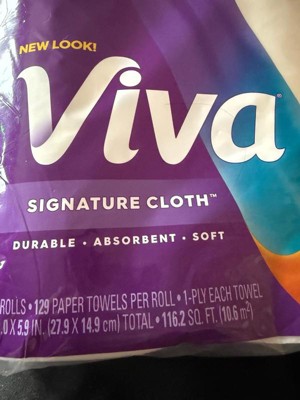 NEW LOOK!
Viva®
SIGNATURE CLOTH™
DURABLE • ABSORBENT • SOFT
ROLLS • 129 PAPER TOWELS PER ROLL • 1-PLY EACH TOWEL
.0 X 5.9 IN. (27.9 X 14.9 cm) TOTAL • 116.2 SQ. FT. (10.6 m²)